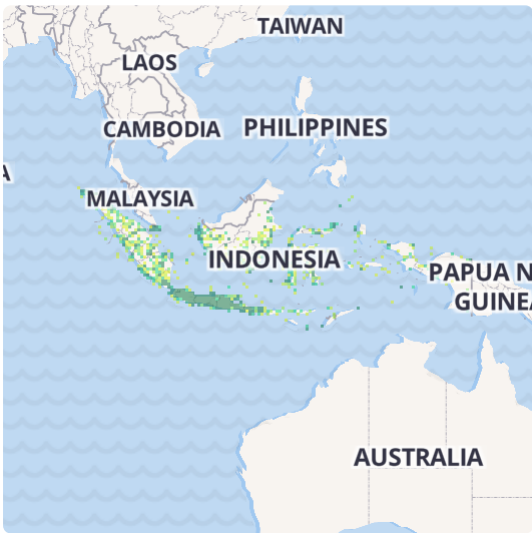 TAIWAN
LAOS
CAMBODIA
PHILIPPINES
A
MALAYSIA
INDONESIA
PAPUA N
GUINEA
AUSTRALIA